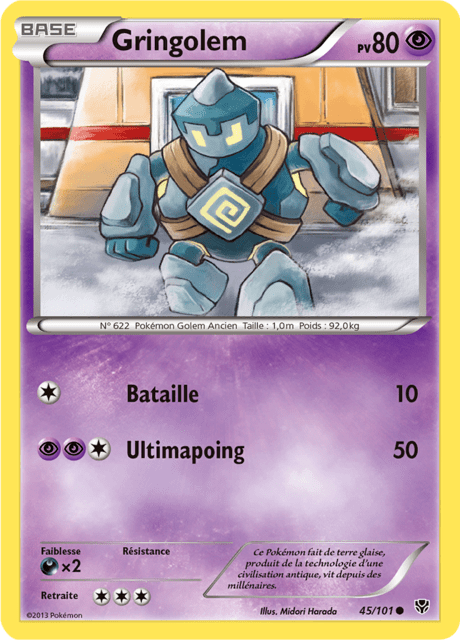 BASE
Gringolem
PV80
N° 622 Pokémon Golem Ancien Taille : 1,0m Poids : 92,0kg
Bataille 10
Ultimapoing 50
Faiblesse Résistance
×2
Retraite
Ce Pokémon fait de terre glaise,
produit de la technologie d'une
civilisation antique, vit depuis des
millénaires.
©2013 Pokémon
Illus. Midori Harada
45/101